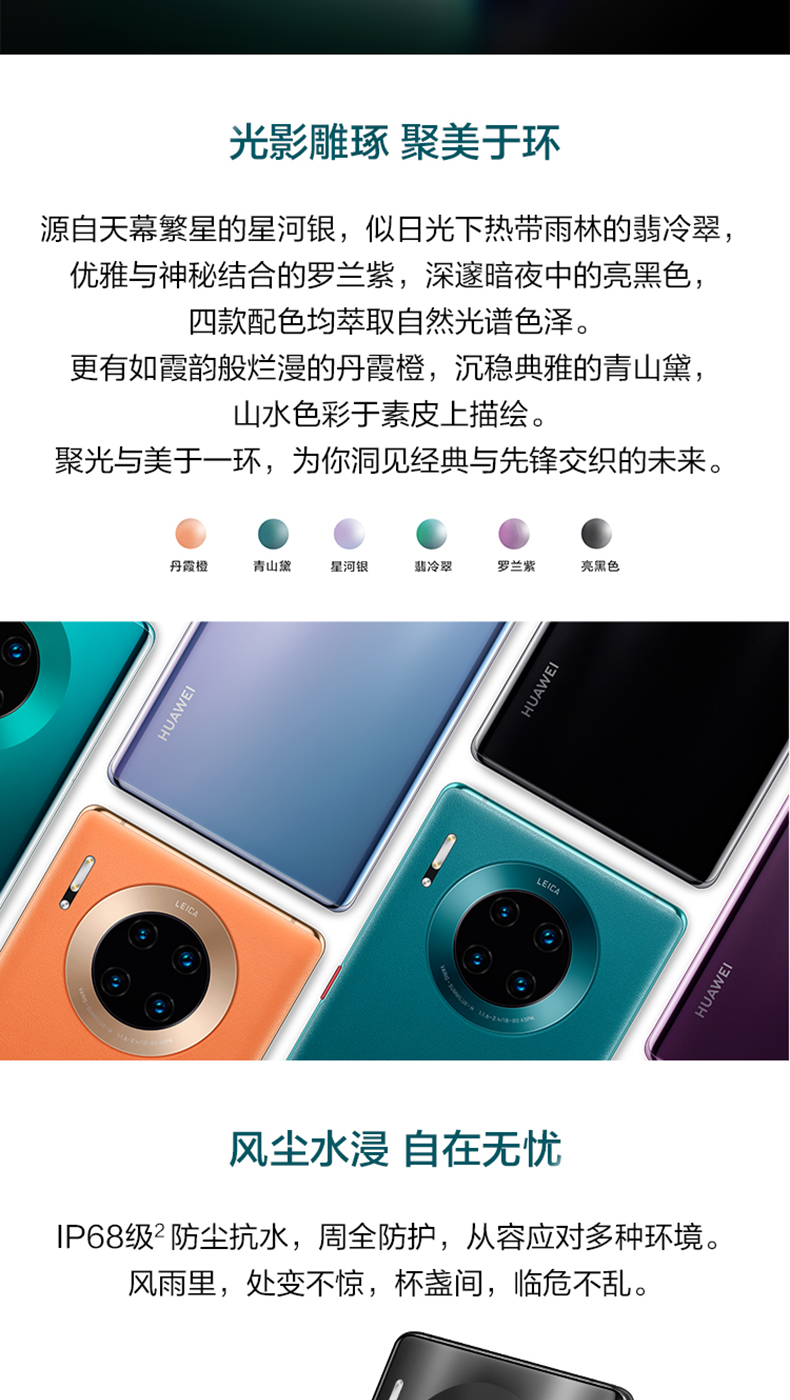 光影雕琢 聚美于环
源自天幕繁星的星河银，似日光下热带雨林的翡冷翠，
优雅与神秘结合的罗兰紫，深邃暗夜中的亮黑色，
四款配色均萃取自然光谱色泽。
更有如霞韵般烂漫的丹霞橙，沉稳典雅的青山黛，
山水色彩于素皮上描绘。
聚光与美于一环，为你洞见经典与先锋交织的未来。
丹霞橙 青山黛 星河银 翡冷翠 罗兰紫 亮黑色
HUAWEI
HUAWEI
LEICA
LEICA
HUAWEI
风尘水浸 自在无忧
IP68级2 防尘抗水，周全防护，从容应对多种环境。
风雨里，处变不惊，杯盏间，临危不乱。